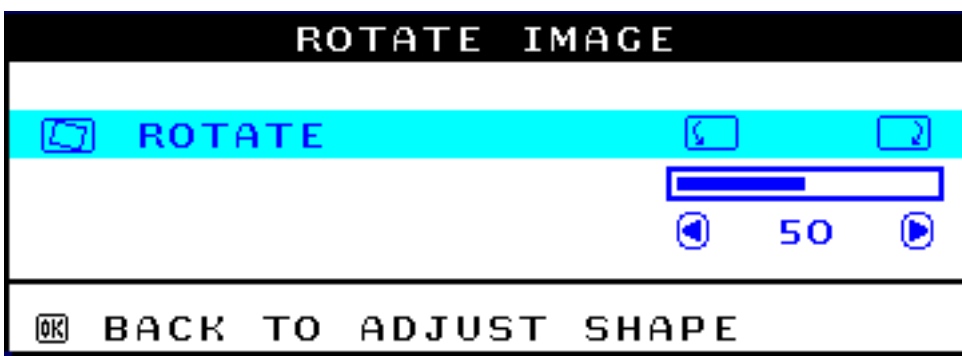 ROTATE IMAGE
ROTATE
50
OK BACK TO ADJUST SHAPE